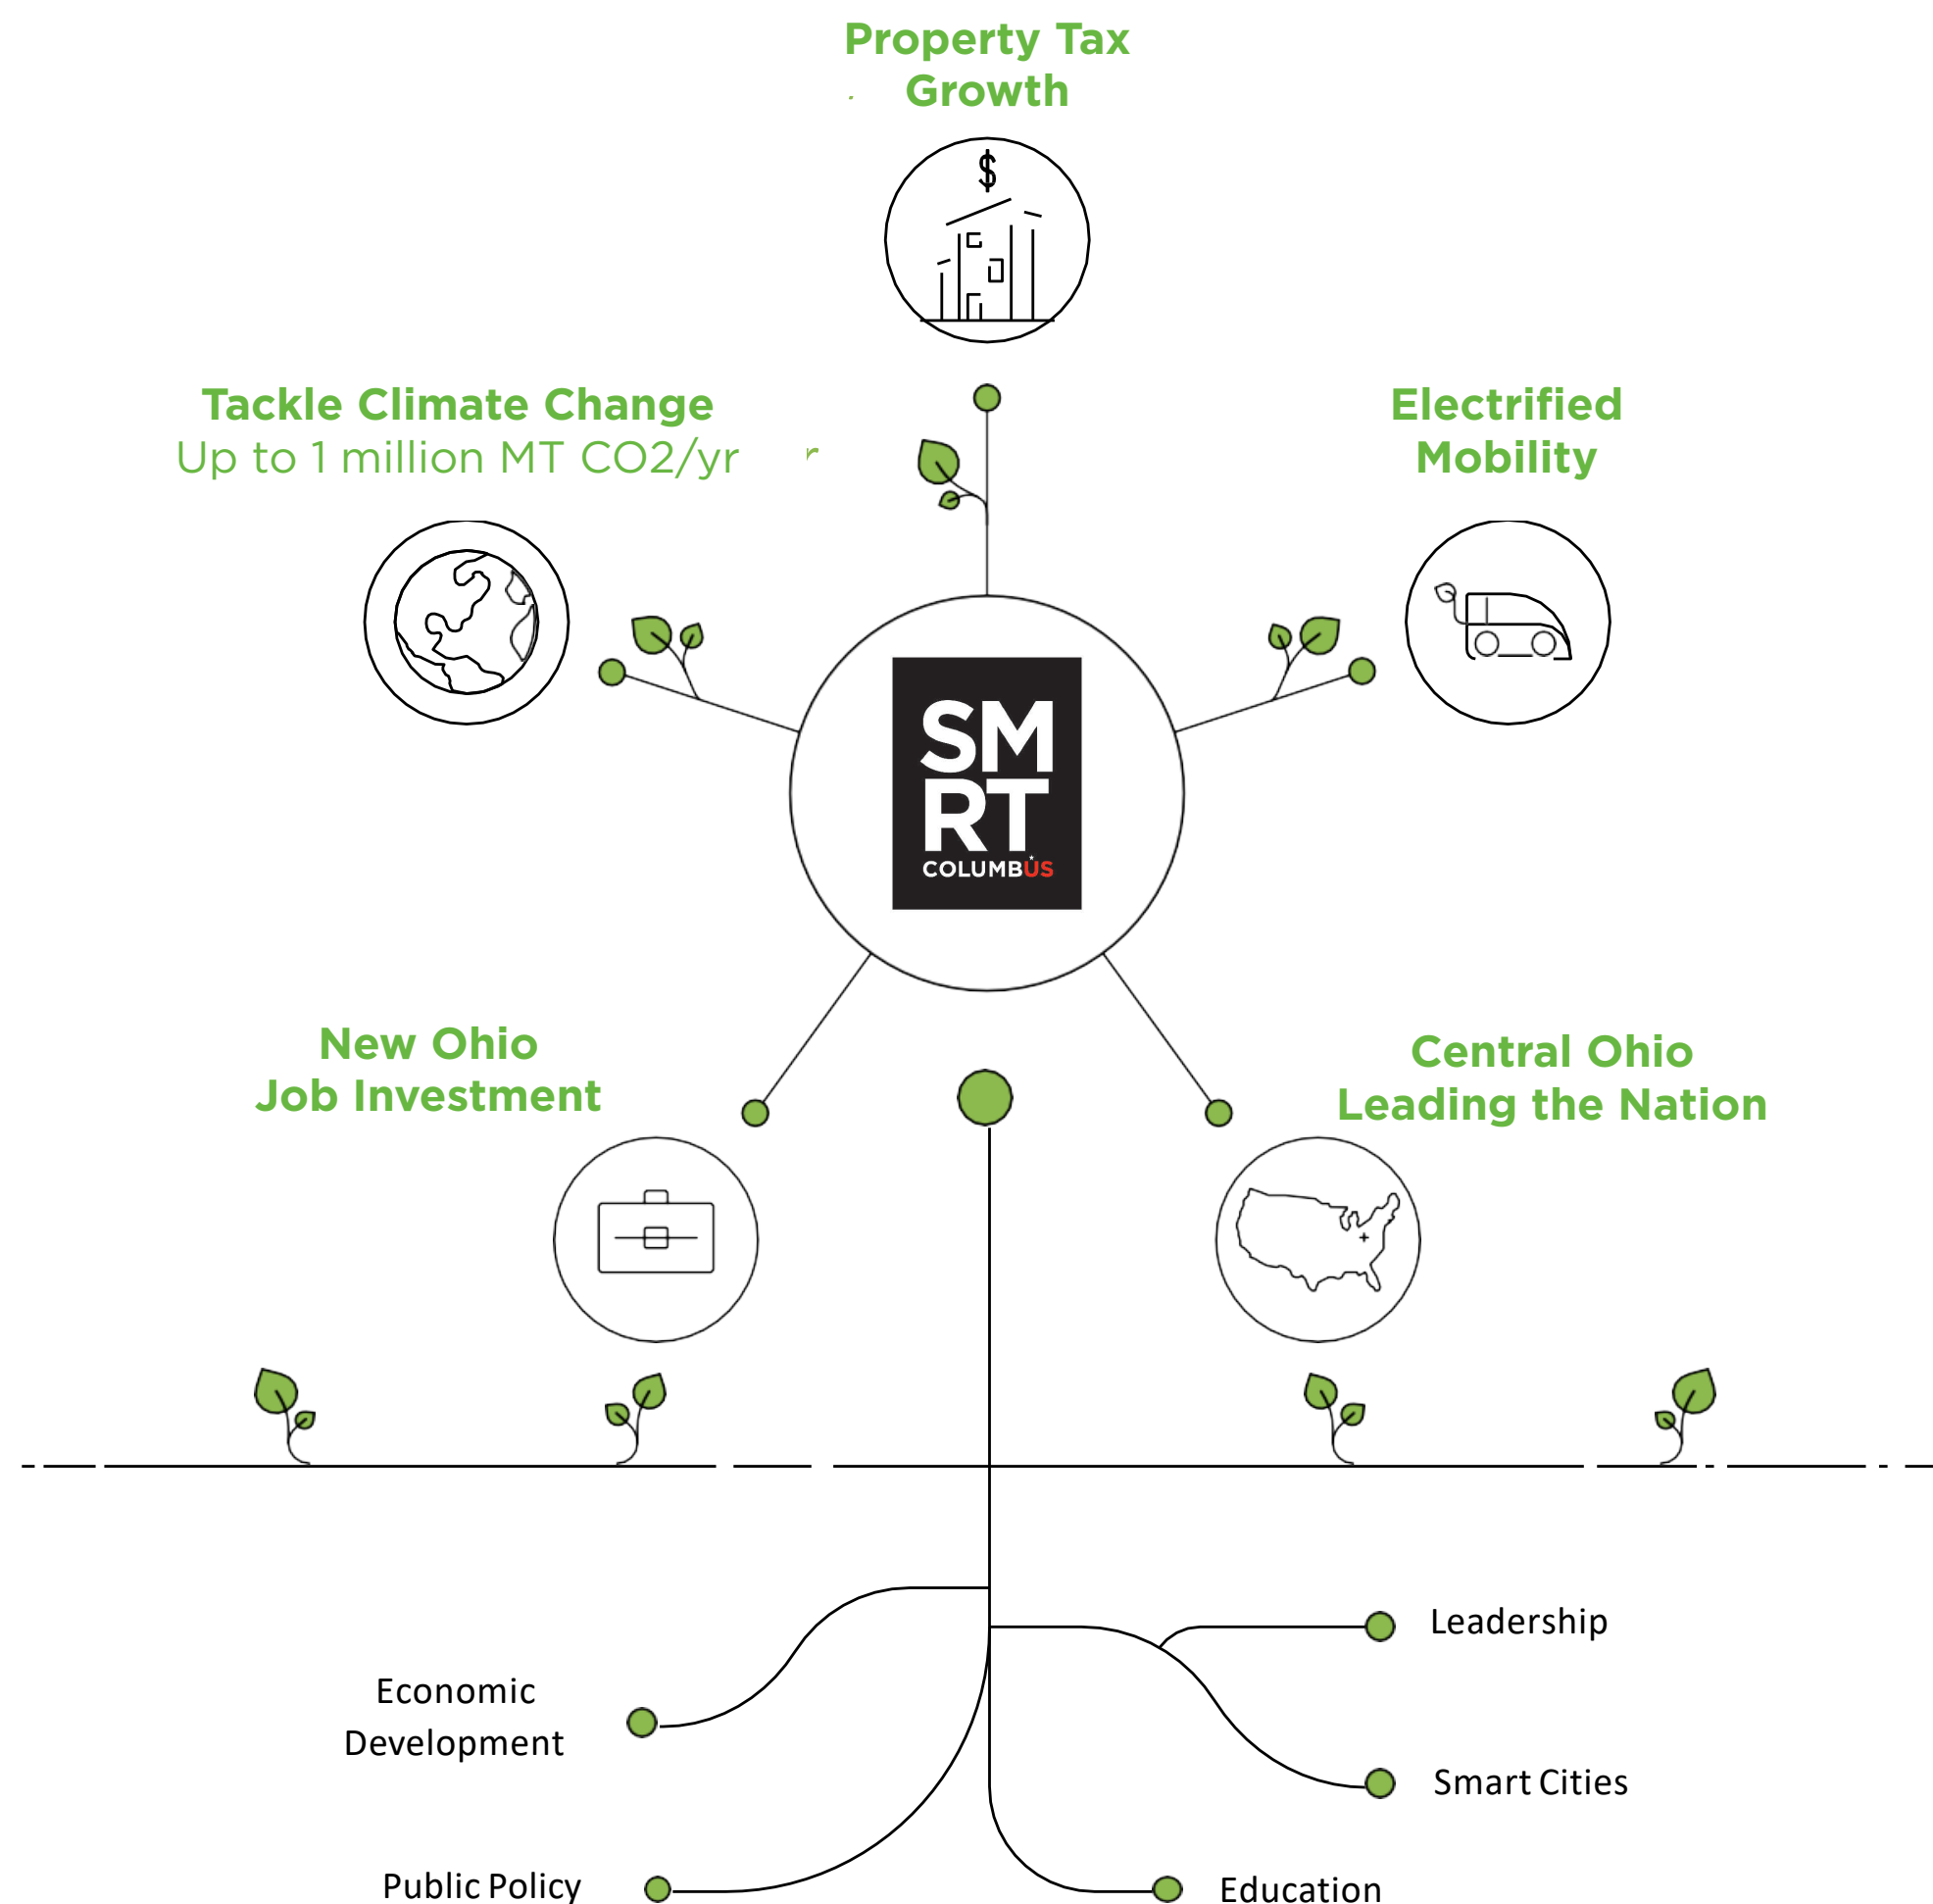 Property Tax
Growth
$
Tackle Climate Change
Up to 1 million MT CO2/yr
Electrified
Mobility
SM
RT
COLUMBUS
New Ohio
Job Investment
Central Ohio
Leading the Nation
Leadership
Economic
Development
Smart Cities
Public Policy
Education